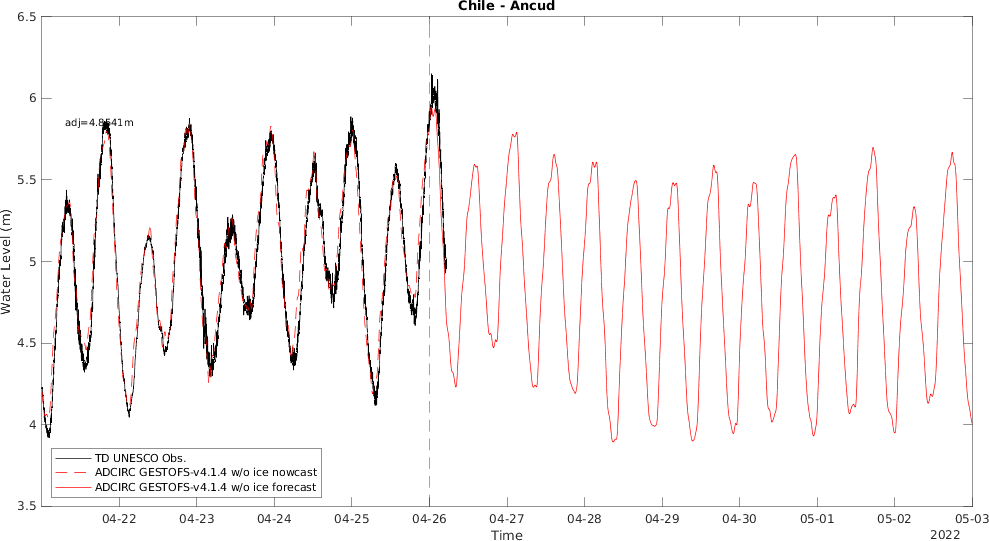 Chile - Ancud
6.5
6
5.5
5
4.5
4
3.5
Water Level (m)
adj=4.8541m
TD UNESCO Obs.
ADCIRC GESTOFS-v4.1.4 w/o ice nowcast
ADCIRC GESTOFS-v4.1.4 w/o ice forecast
04-22 04-23 04-24 04-25 04-26 04-27 04-28 04-29 04-30 05-01 05-02 05-03
Time
2022